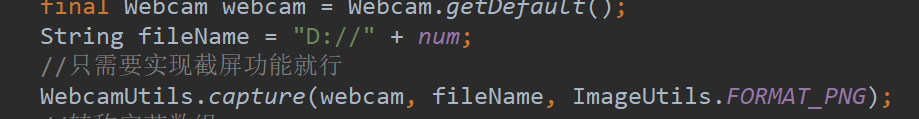 final Webcam webcam = Webcam.getDefault();
String fileName = "D://" + num;
//只需要实现截屏功能就行
WebcamUtils.capture(webcam, fileName, ImageUtils.FORMAT_PNG);